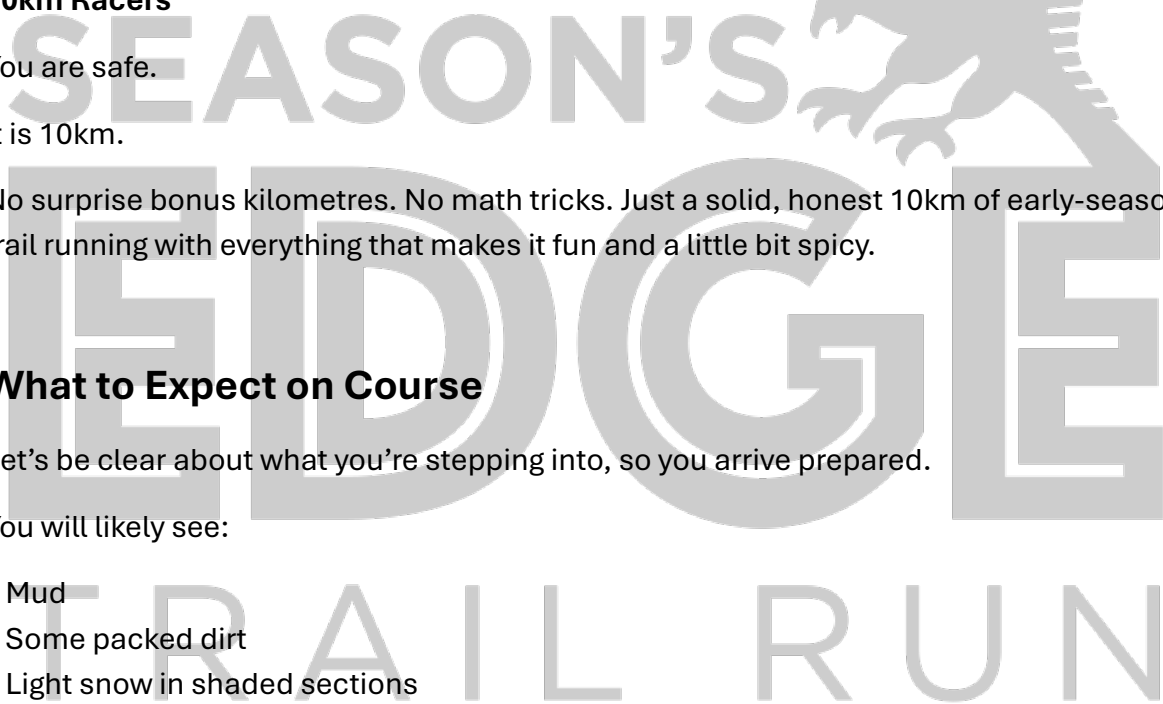 0km Racers
SEASON'S
ou are safe.
t is 10km.
No surprise bonus kilometres. No math tricks. Just a solid, honest 10km of early-seaso
rail running with everything that makes it fun and a little bit spicy.
EDGE
What to Expect on Course
et's be clear about what you're stepping into, so you arrive prepared.
ou will likely see:
Mud
Some packed dirt
Light snow in shaded sections
TRAIL RUN